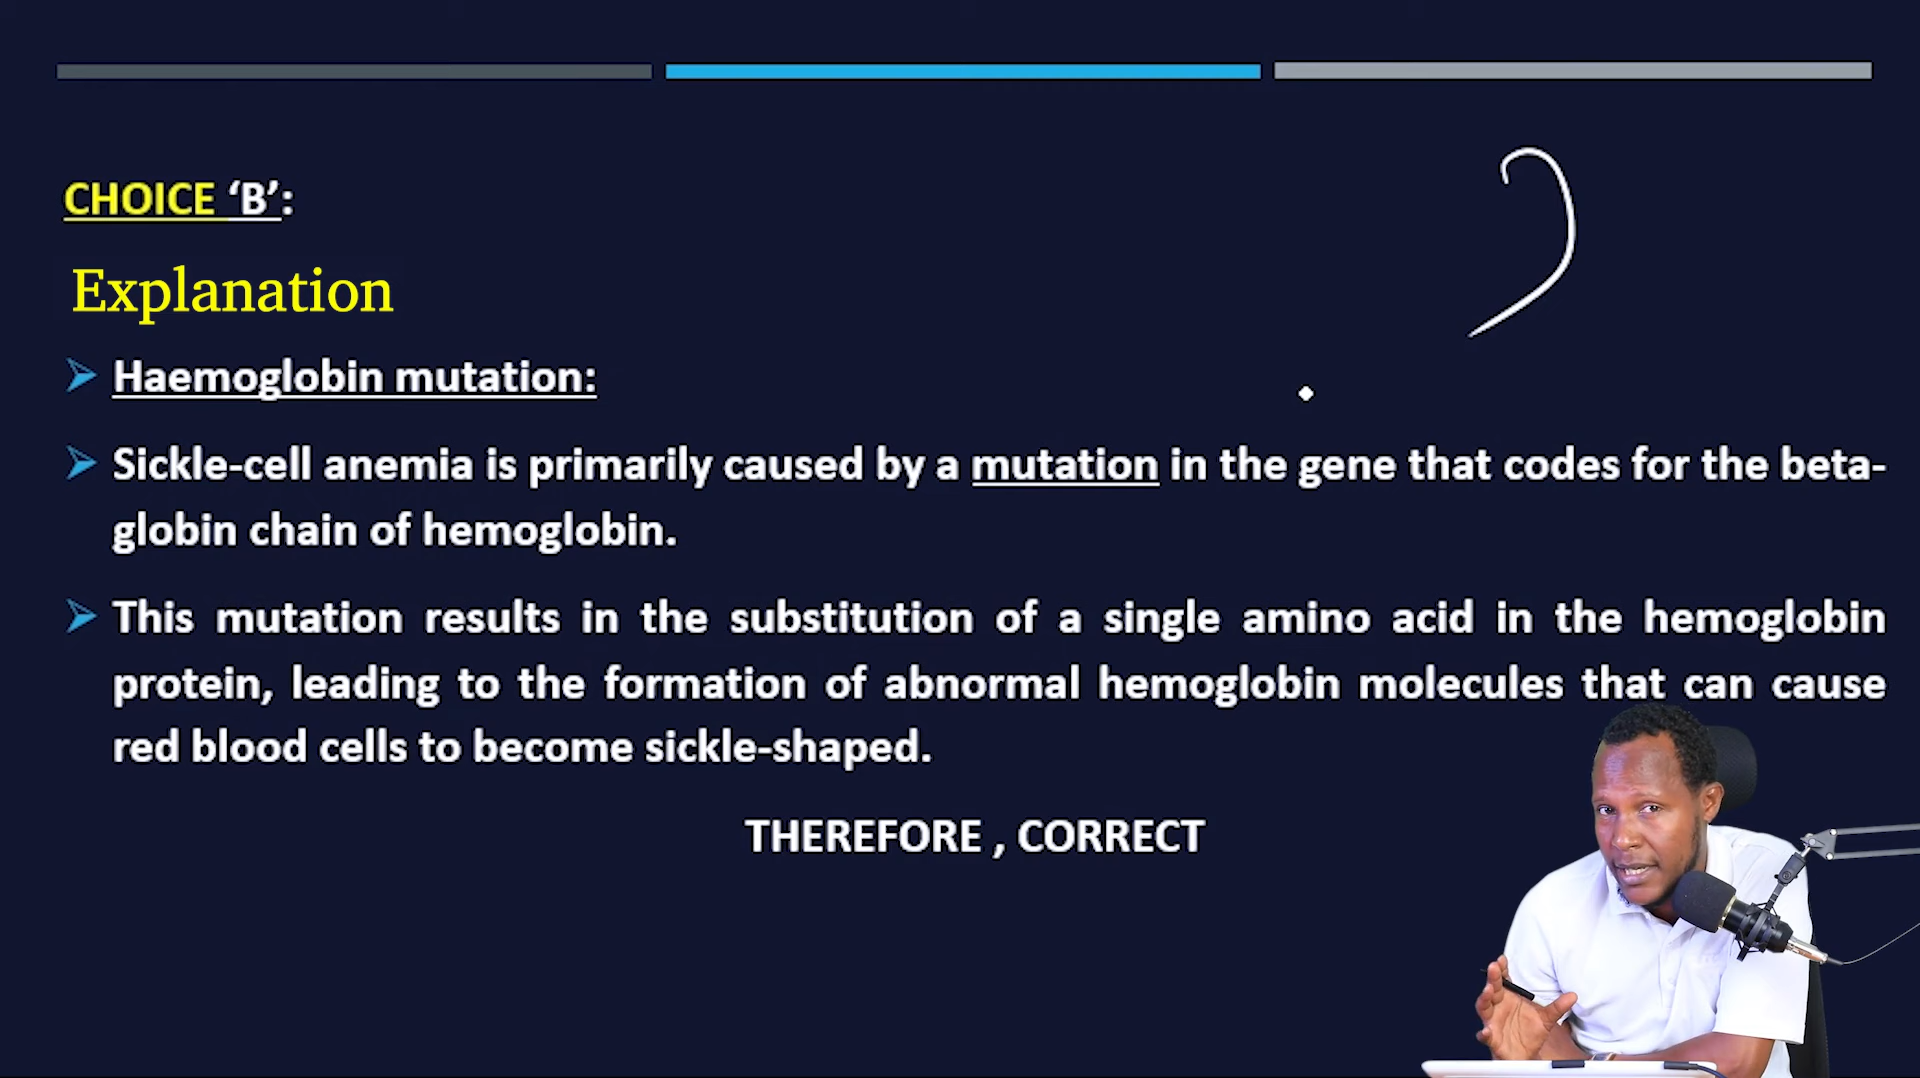 CHOICE ‘B’:
Explanation
Haemoglobin mutation:
Sickle-cell anemia is primarily caused by a mutation in the gene that codes for the beta-
globin chain of hemoglobin.
This mutation results in the substitution of a single amino acid in the hemoglobin
protein, leading to the formation of abnormal hemoglobin molecules that can cause
red blood cells to become sickle-shaped.
THEREFORE , CORRECT